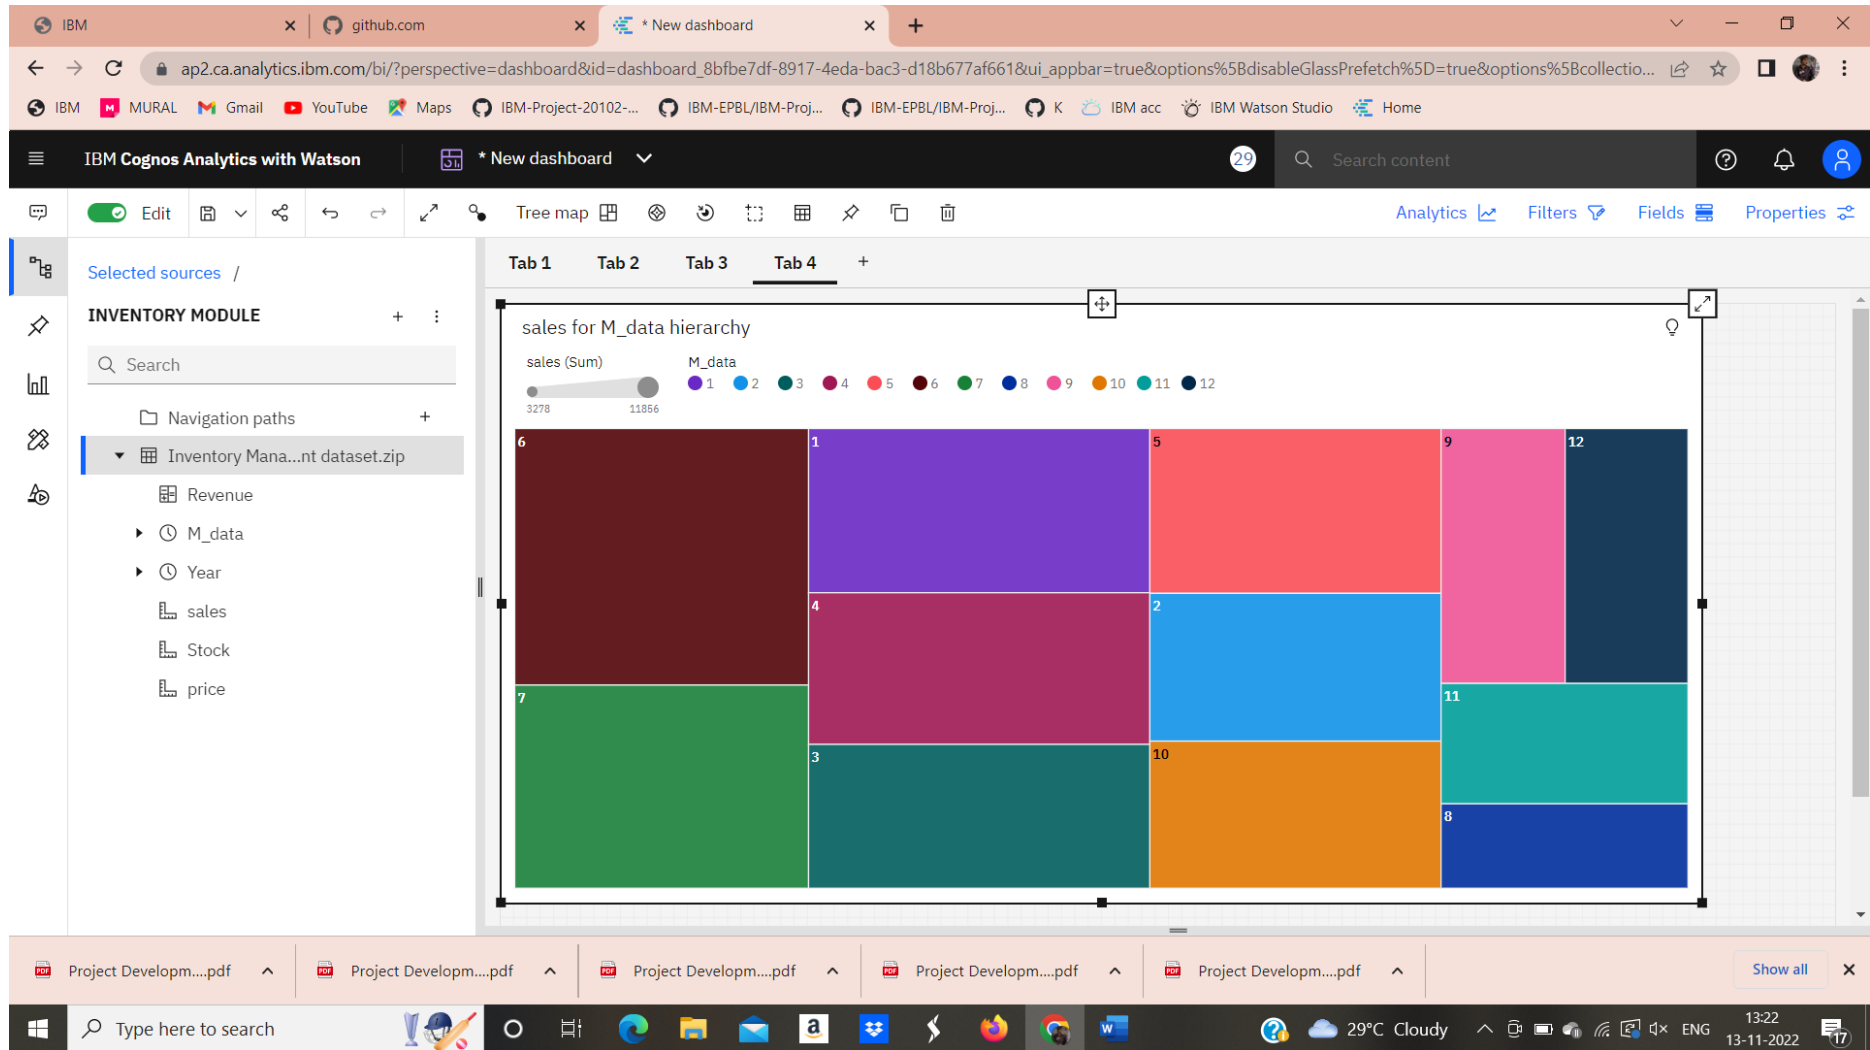 IBM
github.com
* New dashboard
ap2.ca.analytics.ibm.com/bi/?perspective=dashboard&id=dashboard_8bfbe7df-8917-4eda-bac3-d18b677af661&ui_appbar=true&options%5BdisableGlassPrefetch%5D=true&options%5Bcollectio...
IBM
MURAL
Gmail
YouTube
Maps
IBM-Project-20102-...
IBM-EPBL/IBM-Proj...
IBM-EPBL/IBM-Proj...
K
IBM acc
IBM Watson Studio
Home
IBM Cognos Analytics with Watson
* New dashboard
29
Search content
Edit
Tree map
Analytics
Filters
Fields
Properties
Selected sources /
INVENTORY MODULE
Search
Navigation paths
Inventory Mana...nt dataset.zip
Revenue
M_data
Year
sales
Stock
price
Tab 1
Tab 2
Tab 3
Tab 4
sales for M_data hierarchy
sales (Sum)
3278
11856
M_data
1 2 3 4 5 6 7 8 9 10 11 12
6
1
5
9
12
4
2
7
11
3
10
8
Project Developm....pdf
Project Developm....pdf
Project Developm....pdf
Project Developm....pdf
Project Developm....pdf
Show all
Type here to search
29°C Cloudy
ENG
13:22
13-11-2022
17